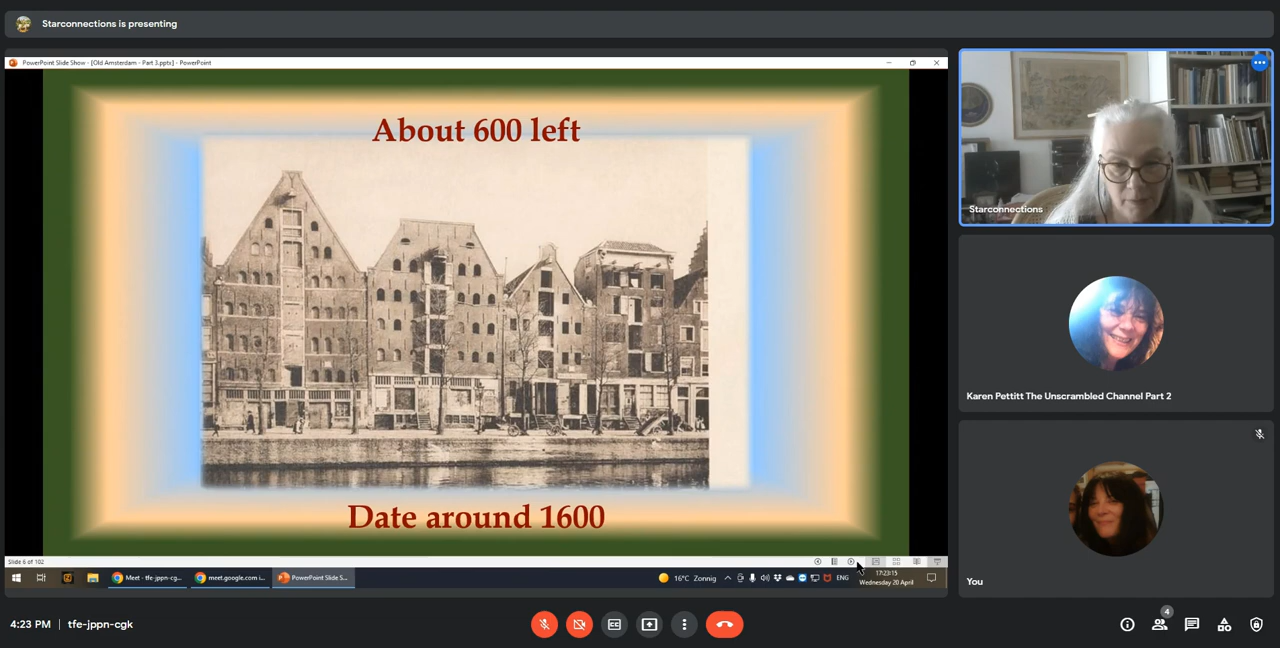 Starconnections is presenting
PowerPoint Slide Show - [Old Amsterdam - Part 3.pptx] - PowerPoint
About 600 left
Date around 1600
Slide 6 of 102
Meet - tfe-jppn-cg...
meet.google.com i...
PowerPoint Slide S...
16°C Zonnig
ENG
17:23:15
Wednesday 20 April
Starconnections
Karen Pettitt The Unscrambled Channel Part 2
You
4:23 PM | tfe-jppn-cgk
4